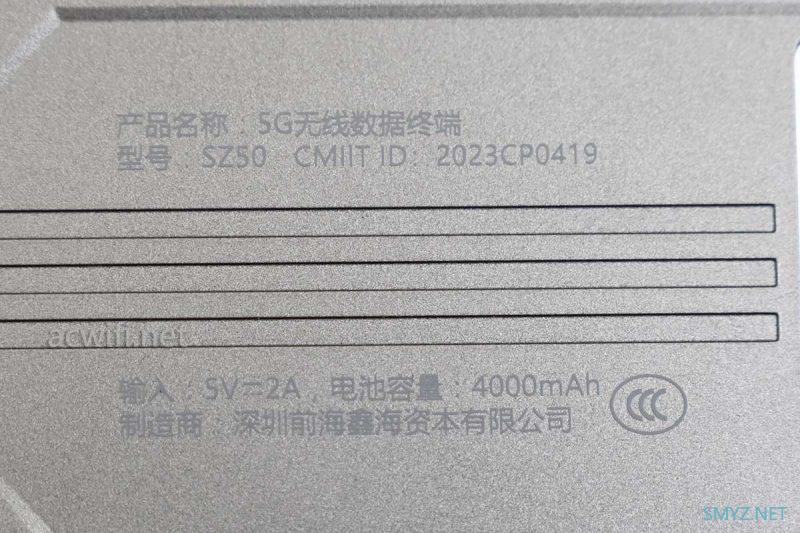 产品名称：5G无线数据终端
型号：SZ50 CMIIT ID：2023CP0419
acwifi.net
输入：5V⎓2A，电池容量：4000mAh
CCC
制造商：深圳前海鑫海资本有限公司
SMYZ.NET